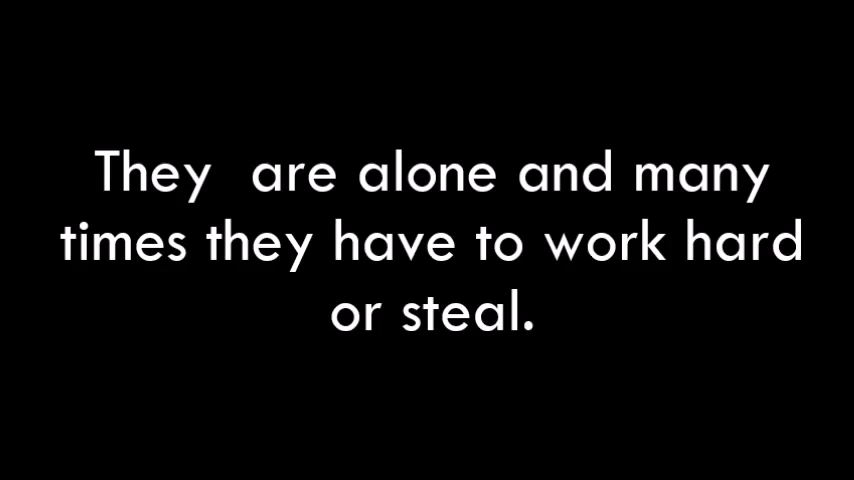 They  are alone and many
times they have to work hard
or steal.